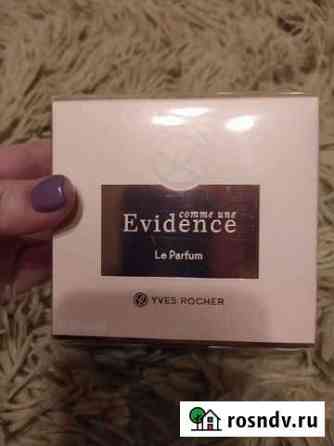 comme une
Evidence
Le Parfum
YVES ROCHER
rosndv.ru